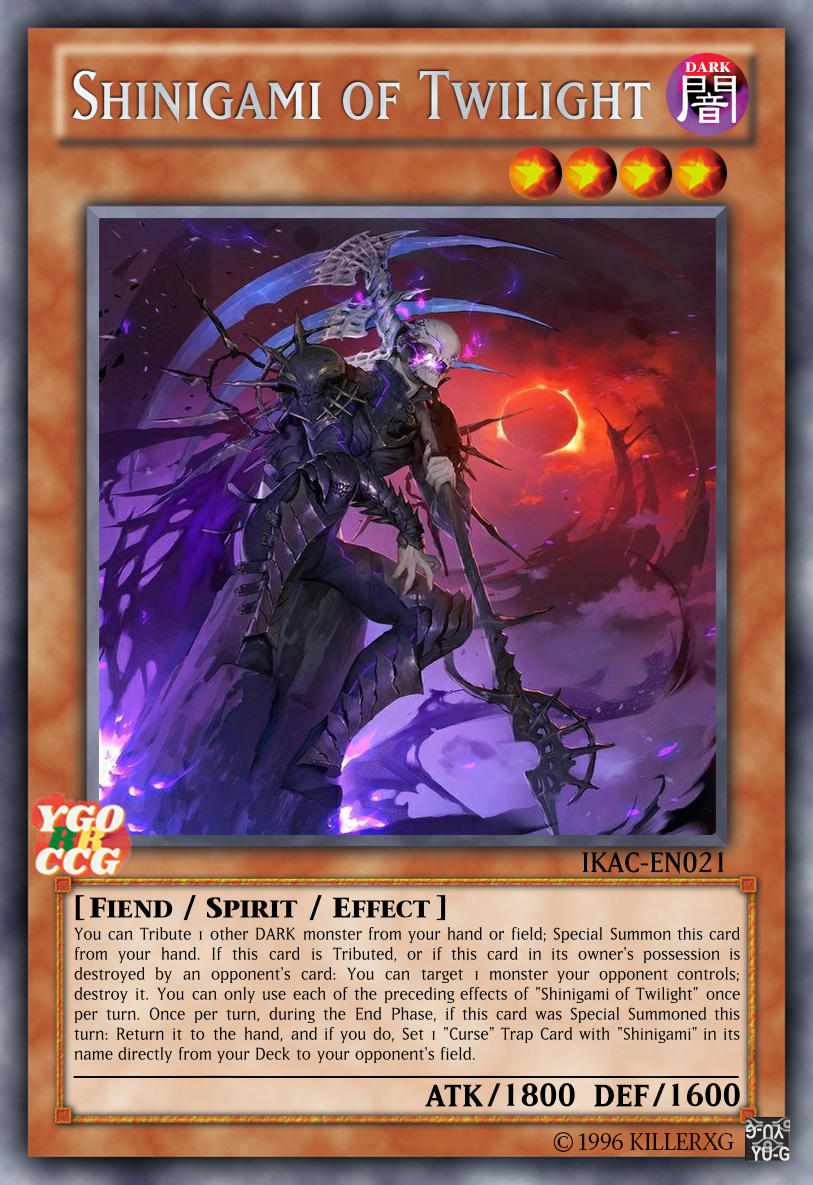 SHINIGAMI OF TWILIGHT
DARK
闇
YGO
RR
CCG
IKAC-EN021
[ FIEND / SPIRIT / EFFECT ]
You can Tribute 1 other DARK monster from your hand or field; Special Summon this card
from your hand. If this card is Tributed, or if this card in its owner's possession is
destroyed by an opponent's card: You can target 1 monster your opponent controls;
destroy it. You can only use each of the preceding effects of "Shinigami of Twilight" once
per turn. Once per turn, during the End Phase, if this card was Special Summoned this
turn: Return it to the hand, and if you do, Set 1 "Curse" Trap Card with "Shinigami" in its
name directly from your Deck to your opponent's field.
ATK/1800 DEF/1600
© 1996 KILLERXG
YU-G
YU-G